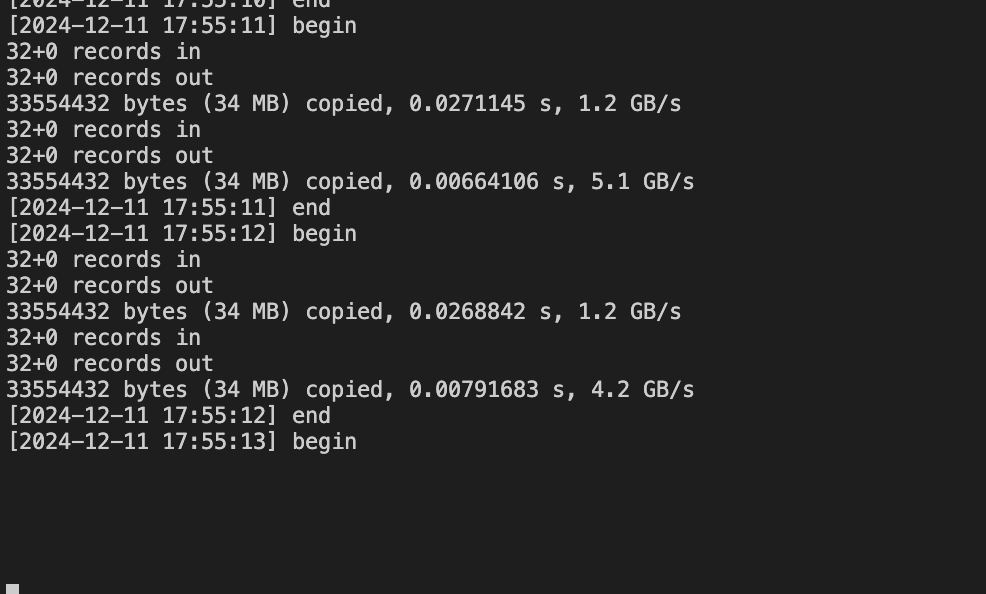 [2024-12-11 17:55:10] end
[2024-12-11 17:55:11] begin
32+0 records in
32+0 records out
33554432 bytes (34 MB) copied, 0.0271145 s, 1.2 GB/s
32+0 records in
32+0 records out
33554432 bytes (34 MB) copied, 0.00664106 s, 5.1 GB/s
[2024-12-11 17:55:11] end
[2024-12-11 17:55:12] begin
32+0 records in
32+0 records out
33554432 bytes (34 MB) copied, 0.0268842 s, 1.2 GB/s
32+0 records in
32+0 records out
33554432 bytes (34 MB) copied, 0.00791683 s, 4.2 GB/s
[2024-12-11 17:55:12] end
[2024-12-11 17:55:13] begin